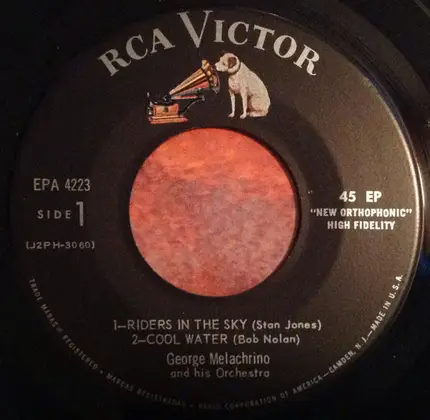 RCA VICTOR
EPA 4223
SIDE 1
(J2PH-3060)
45 EP
"NEW ORTHOPHONIC"
HIGH FIDELITY
1—RIDERS IN THE SKY (Stan Jones)
2—COOL WATER (Bob Nolan)
George Melachrino
and his Orchestra
TRADE MARKS ® REGISTERED • MARCAS REGISTRADAS • RADIO CORPORATION OF AMERICA—CAMDEN, N. J.—MADE IN U.S.A.